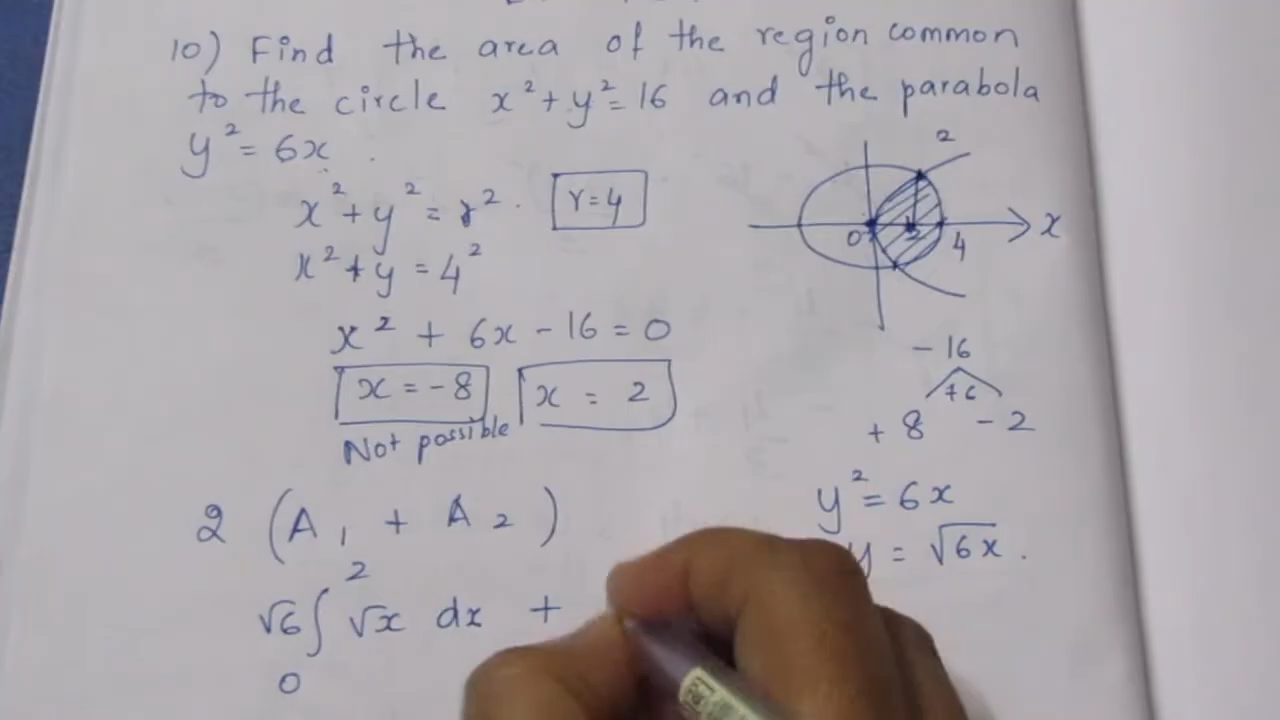 10) Find the area of the region common
to the circle x² + y² = 16 and the parabola
y² = 6x .
x² + y² = r² . r = 4
x² + y = 4²
x² + 6x - 16 = 0
x = -8 x = 2
Not possible
2
0 2 4 x
- 16
+6
+ 8 - 2
y² = 6x
y = √6x .
2 (A₁ + A₂)
2
√6 ∫ √x dx +
0